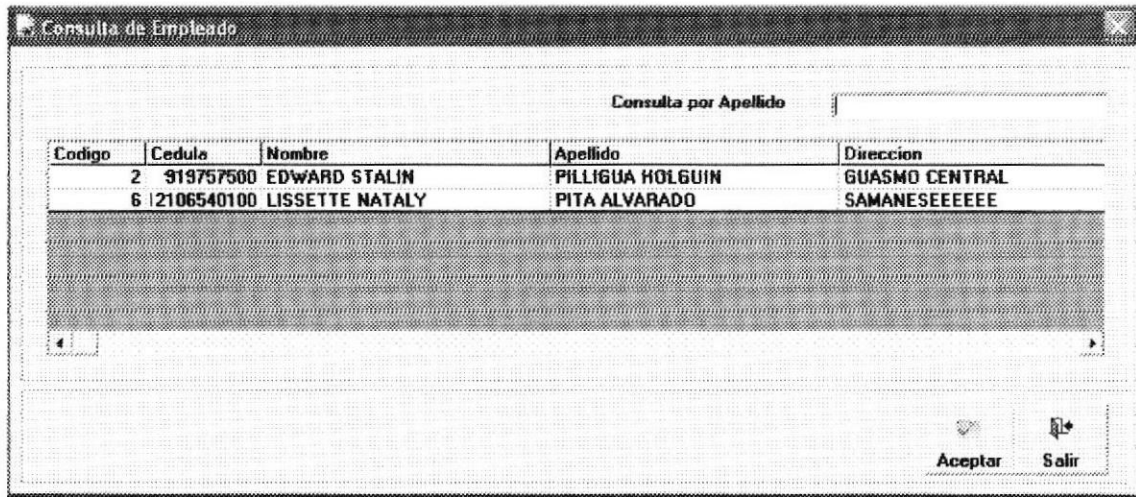 Consulta de Empleado
Consulta por Apellido
Codigo Cedula Nombre Apellido Direccion
2 919757500 EDWARD STALIN PILLIGUA HOLGUIN GUASMO CENTRAL
6 2106540100 LISSETTE NATALY PITA ALVARADO SAMANESEEEEEE
Aceptar Salir